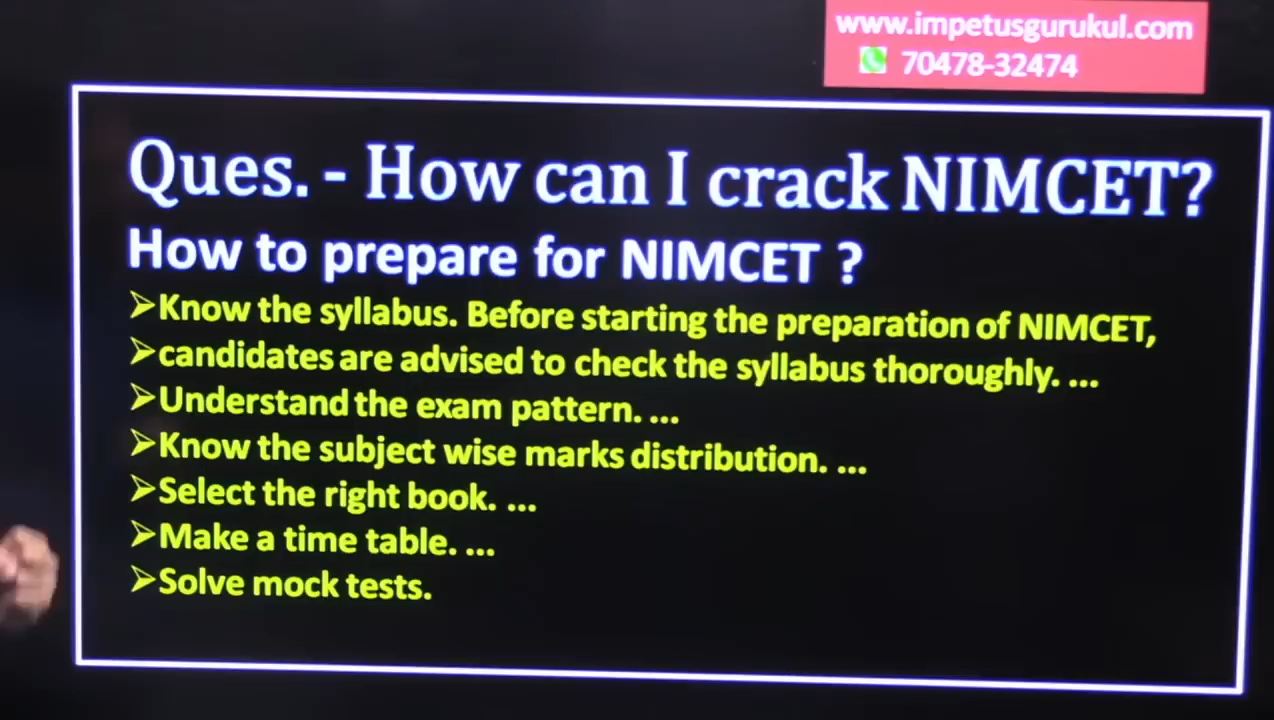 www.impetusgurukul.com
70478-32474
Ques. - How can I crack NIMCET?
How to prepare for NIMCET ?
➢Know the syllabus. Before starting the preparation of NIMCET,
➢candidates are advised to check the syllabus thoroughly. ...
➢Understand the exam pattern. ...
➢Know the subject wise marks distribution. ...
➢Select the right book. ...
➢Make a time table. ...
➢Solve mock tests.